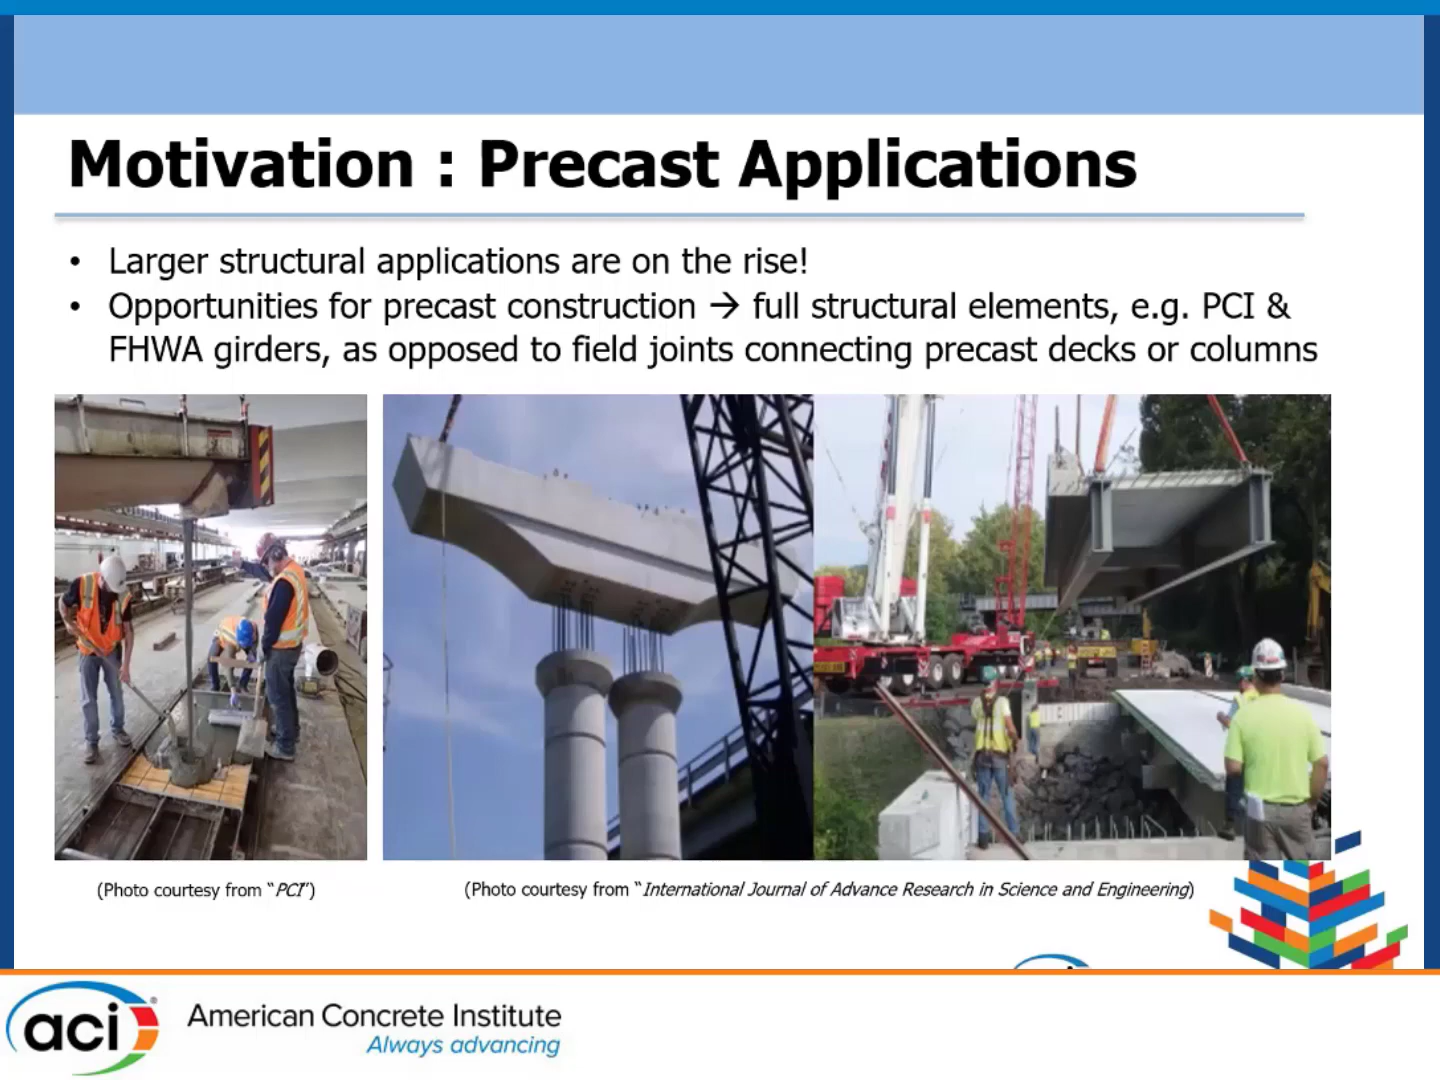 Motivation : Precast Applications
• Larger structural applications are on the rise!
• Opportunities for precast construction → full structural elements, e.g. PCI &
FHWA girders, as opposed to field joints connecting precast decks or columns
(Photo courtesy from “PCI”)
(Photo courtesy from “International Journal of Advance Research in Science and Engineering)
aci®
American Concrete Institute
Always advancing